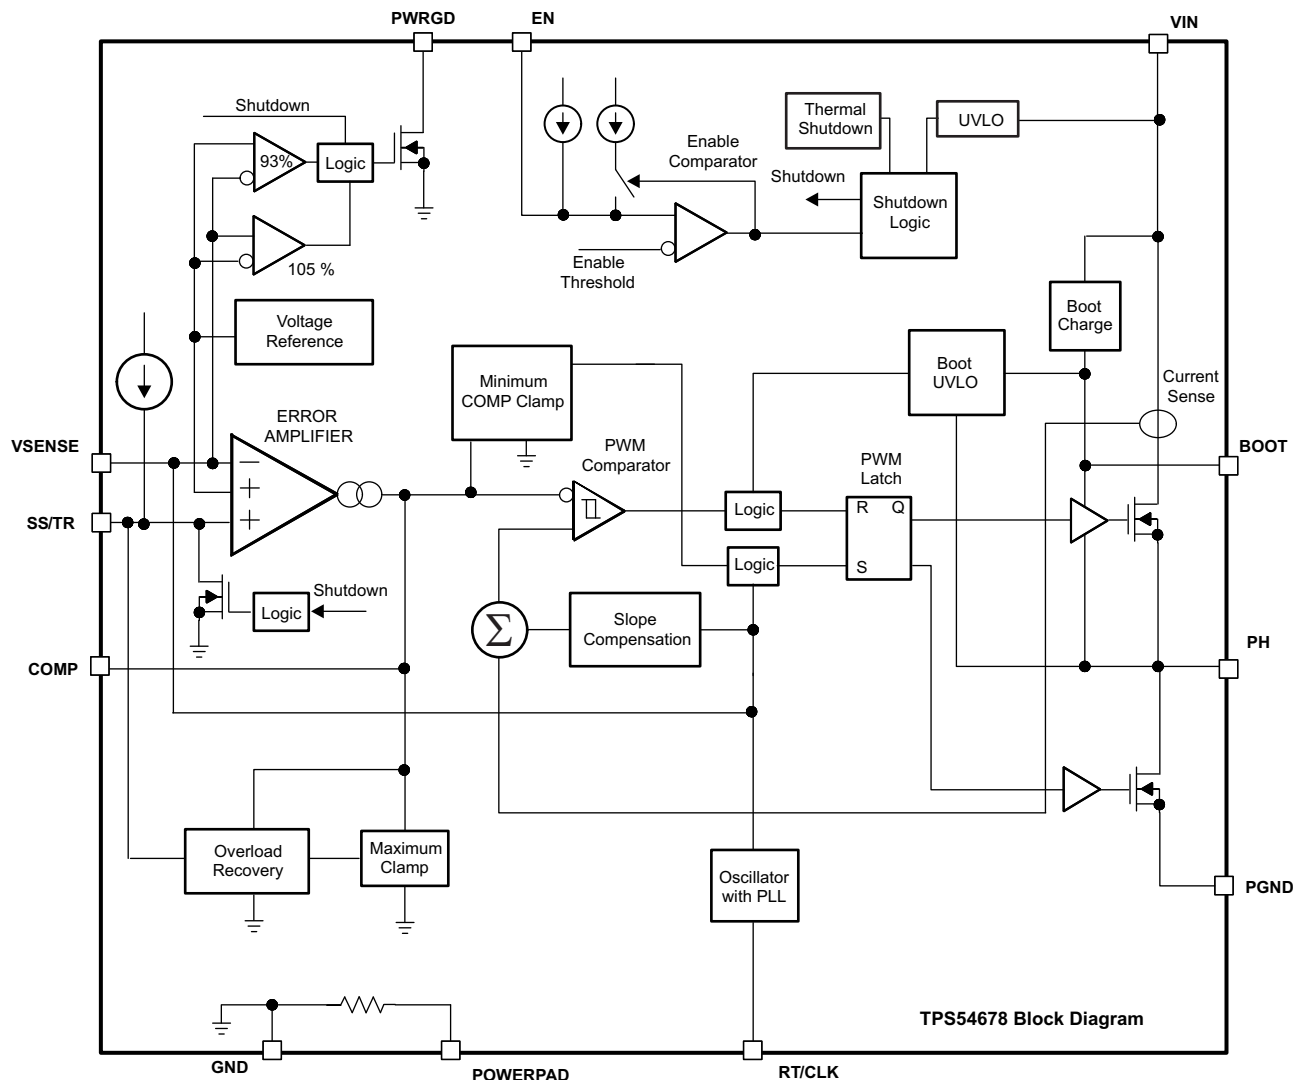 PWRGD
EN
VIN
Shutdown
93%
Logic
105 %
Enable
Comparator
Enable
Threshold
Thermal
Shutdown
UVLO
Shutdown
Shutdown
Logic
Voltage
Reference
Boot
Charge
Boot
UVLO
Current
Sense
Minimum
COMP Clamp
ERROR
AMPLIFIER
PWM
Comparator
PWM
Latch
VSENSE
BOOT
SS/TR
−
+
+
Logic
R Q
S
Logic
Shutdown
Logic
Σ
Slope
Compensation
COMP
PH
Overload
Recovery
Maximum
Clamp
Oscillator
with PLL
PGND
TPS54678 Block Diagram
GND
POWERPAD
RT/CLK